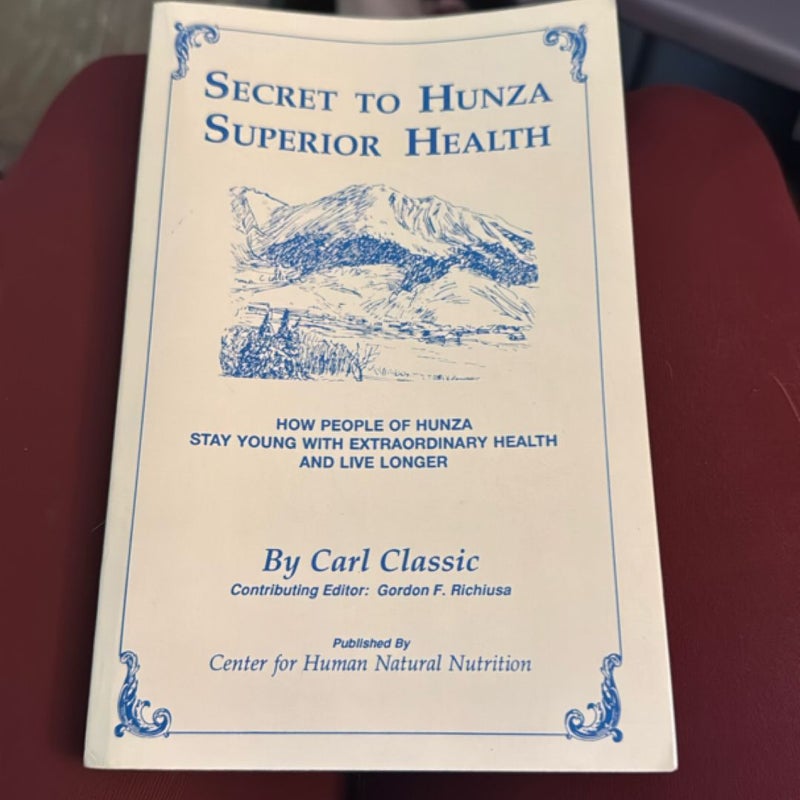 SECRET TO HUNZA
SUPERIOR HEALTH
HOW PEOPLE OF HUNZA
STAY YOUNG WITH EXTRAORDINARY HEALTH
AND LIVE LONGER
By Carl Classic
Contributing Editor: Gordon F. Richiusa
Published By
Center for Human Natural Nutrition